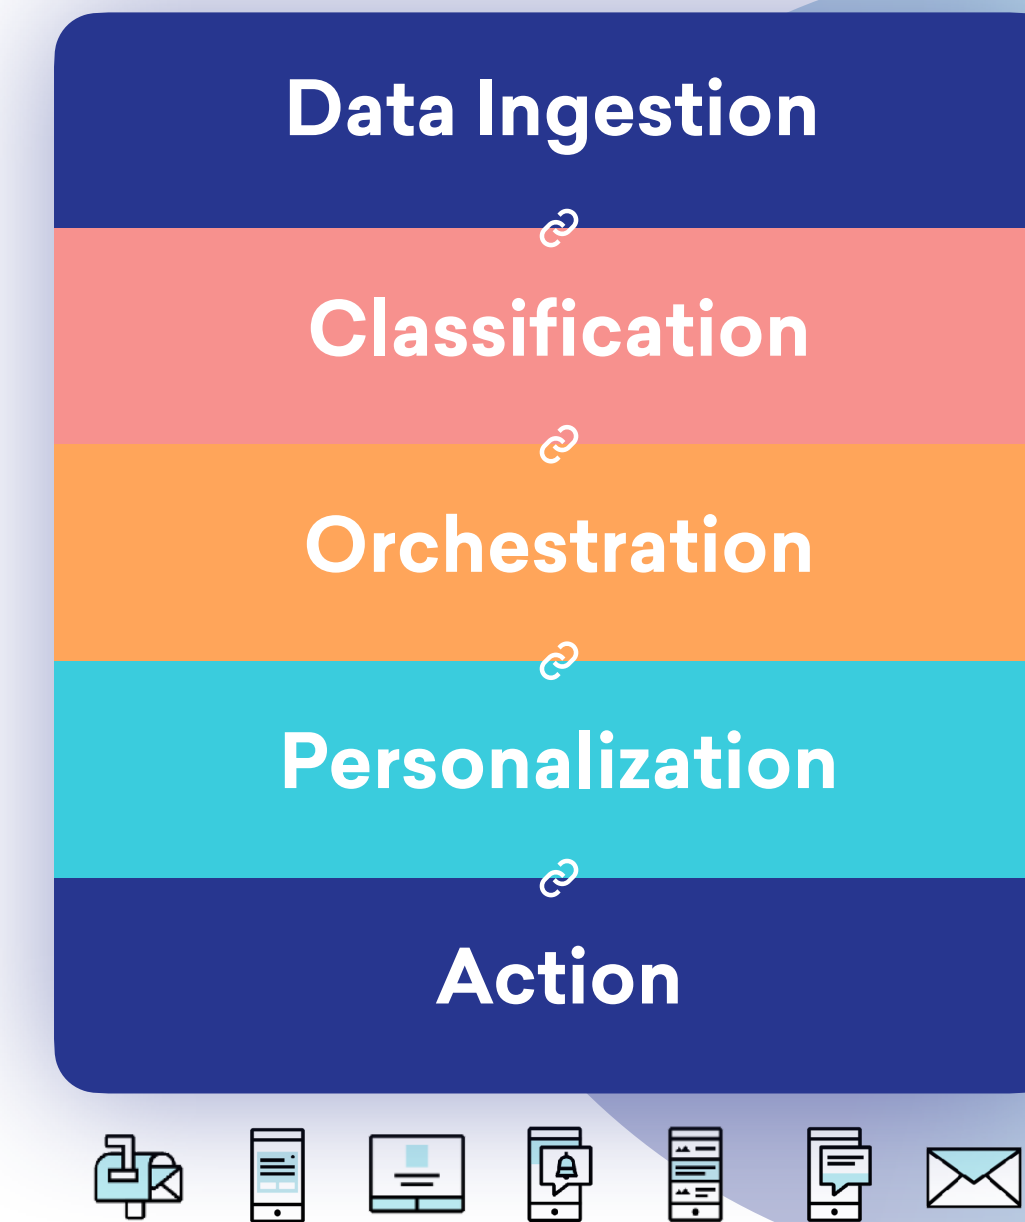 Data Ingestion
Classification
Orchestration
Personalization
Action